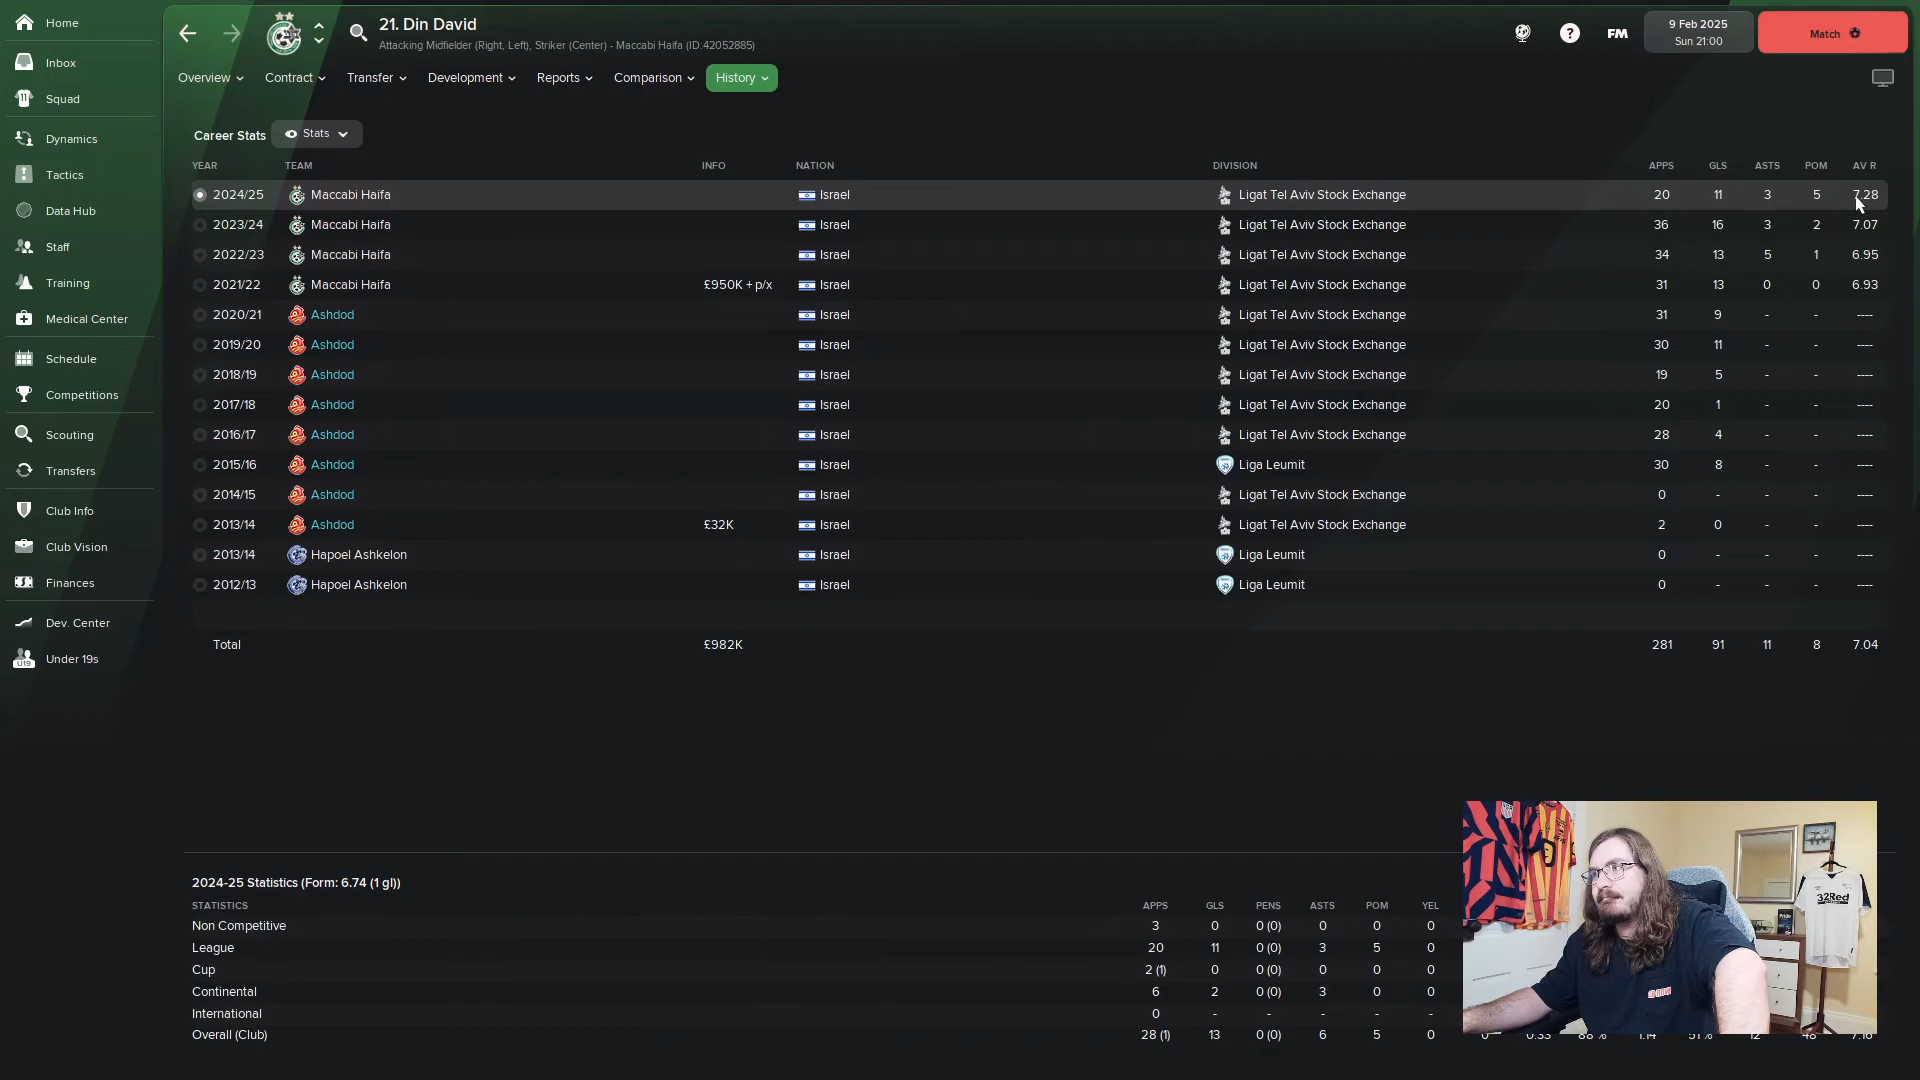 Home
Inbox
Squad
Dynamics
Tactics
Data Hub
Staff
Training
Medical Center
Schedule
Competitions
Scouting
Transfers
Club Info
Club Vision
Finances
Dev. Center
U19
Under 19s
21. Din David
Attacking Midfielder (Right, Left), Striker (Center) - Maccabi Haifa (ID:42052885)
FM
9 Feb 2025
Sun 21:00
Match
Overview Contract Transfer Development Reports Comparison History
Career Stats Stats
YEAR TEAM INFO NATION DIVISION APPS GLS ASTS POM AV R
2024/25 Maccabi Haifa Israel Ligat Tel Aviv Stock Exchange 20 11 3 5 7.28
2023/24 Maccabi Haifa Israel Ligat Tel Aviv Stock Exchange 36 16 3 2 7.07
2022/23 Maccabi Haifa Israel Ligat Tel Aviv Stock Exchange 34 13 5 1 6.95
2021/22 Maccabi Haifa £950K + p/x Israel Ligat Tel Aviv Stock Exchange 31 13 0 0 6.93
2020/21 Ashdod Israel Ligat Tel Aviv Stock Exchange 31 9 - - ----
2019/20 Ashdod Israel Ligat Tel Aviv Stock Exchange 30 11 - - ----
2018/19 Ashdod Israel Ligat Tel Aviv Stock Exchange 19 5 - - ----
2017/18 Ashdod Israel Ligat Tel Aviv Stock Exchange 20 1 - - ----
2016/17 Ashdod Israel Ligat Tel Aviv Stock Exchange 28 4 - - ----
2015/16 Ashdod Israel Liga Leumit 30 8 - - ----
2014/15 Ashdod Israel Ligat Tel Aviv Stock Exchange 0 - - - ----
2013/14 Ashdod £32K Israel Ligat Tel Aviv Stock Exchange 2 0 - - ----
2013/14 Hapoel Ashkelon Israel Liga Leumit 0 - - - ----
2012/13 Hapoel Ashkelon Israel Liga Leumit 0 - - - ----
Total £982K 281 91 11 8 7.04
2024-25 Statistics (Form: 6.74 (1 gl))
STATISTICS APPS GLS PENS ASTS POM YEL
Non Competitive 3 0 0 (0) 0 0 0
League 20 11 0 (0) 3 5 0
Cup 2 (1) 0 0 (0) 0 0 0
Continental 6 2 0 (0) 3 0 0
International 0 - - - - -
Overall (Club) 28 (1) 13 0 (0) 6 5 0 0 0.33 88 % 1.14 51 % 12 48 7.16
32Red